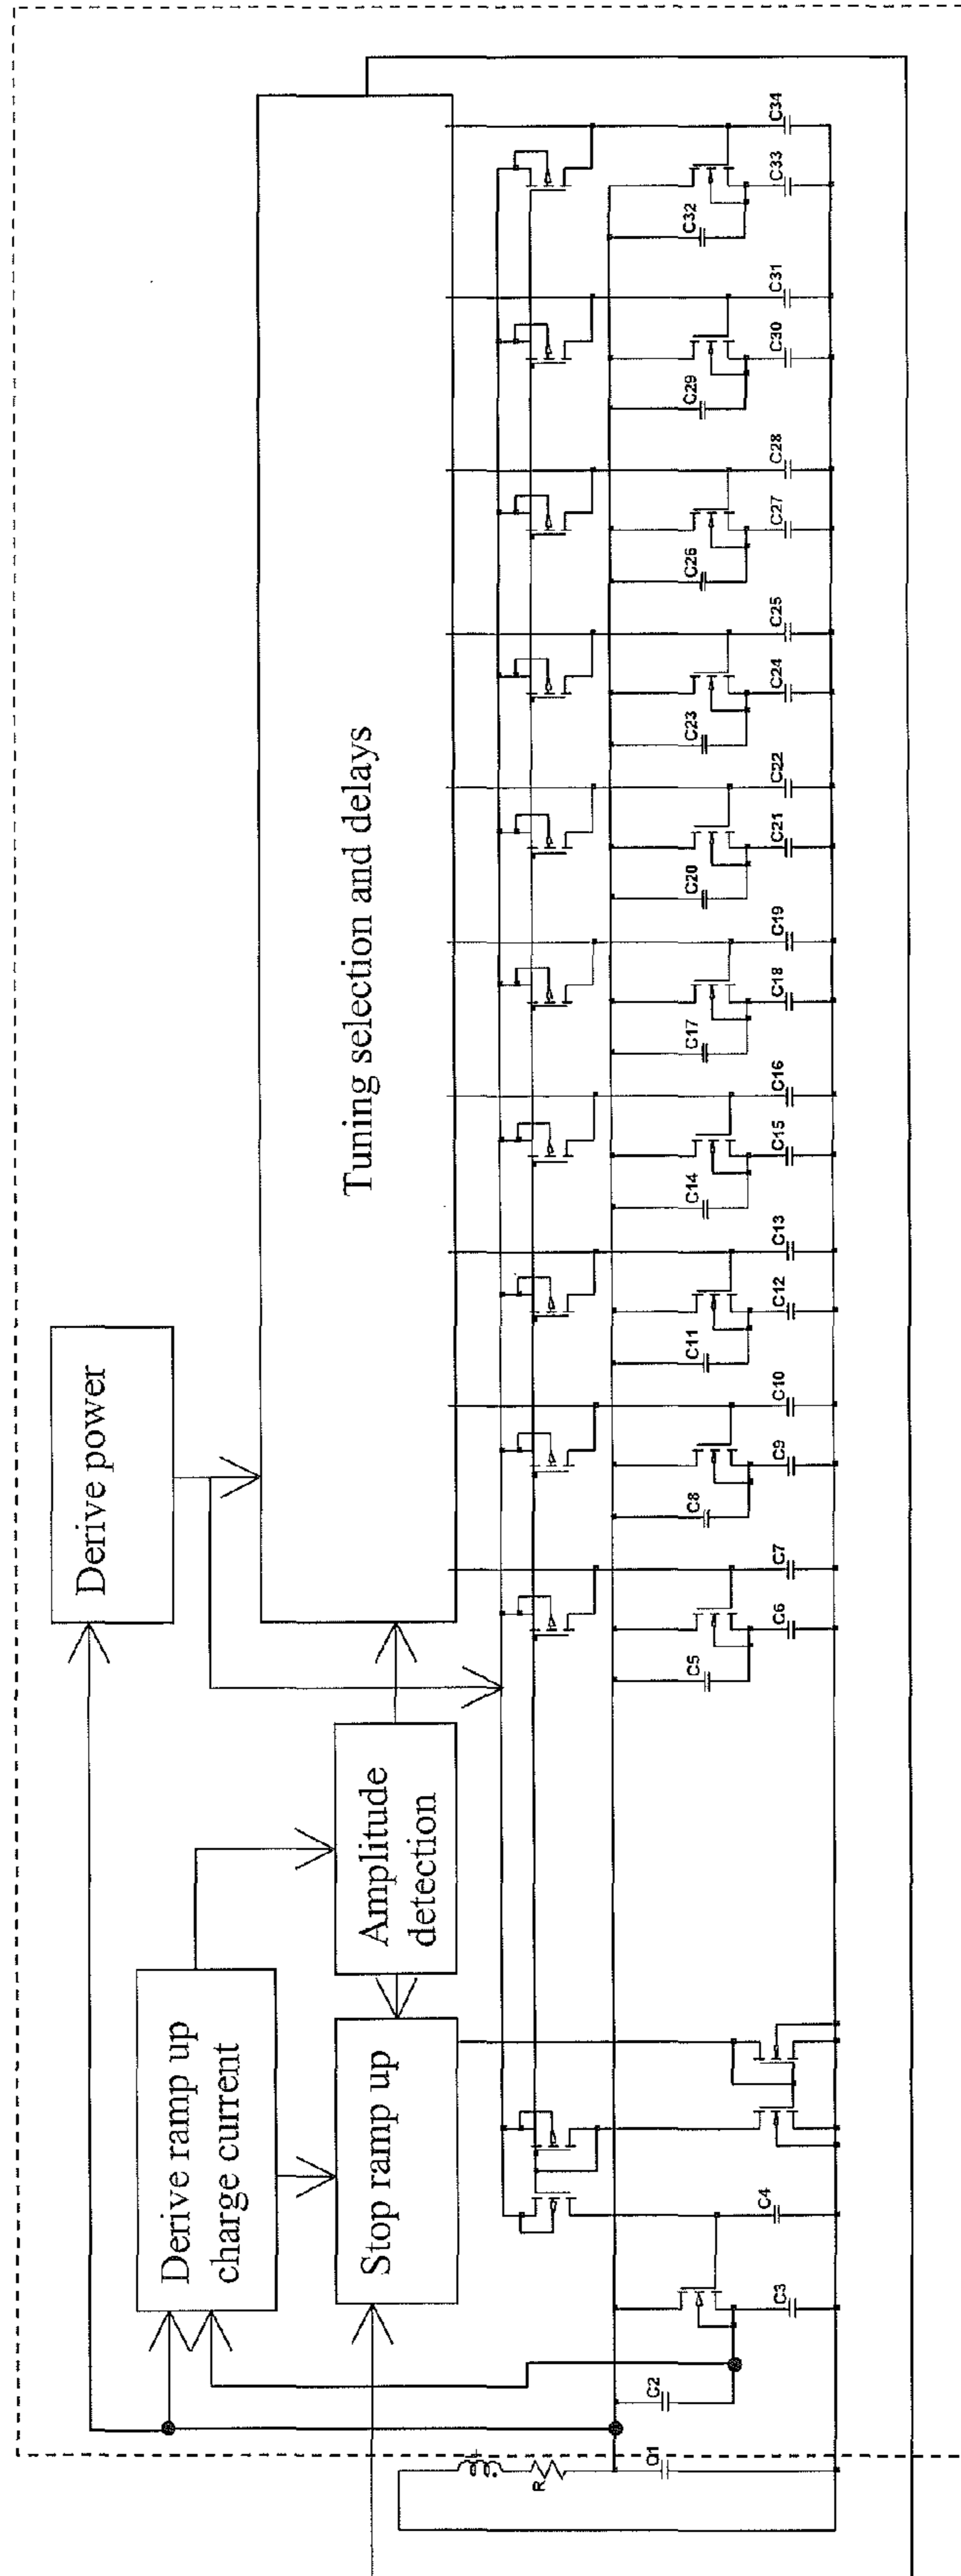 Derive power
Tuning selection and delays
Derive ramp up
charge current
Amplitude
detection
Stop ramp up
R
C1
C2
C3
C4
C5
C6
C7
C8
C9
C10
C11
C12
C13
C14
C15
C16
C17
C18
C19
C20
C21
C22
C23
C24
C25
C26
C27
C28
C29
C30
C31
C32
C33
C34